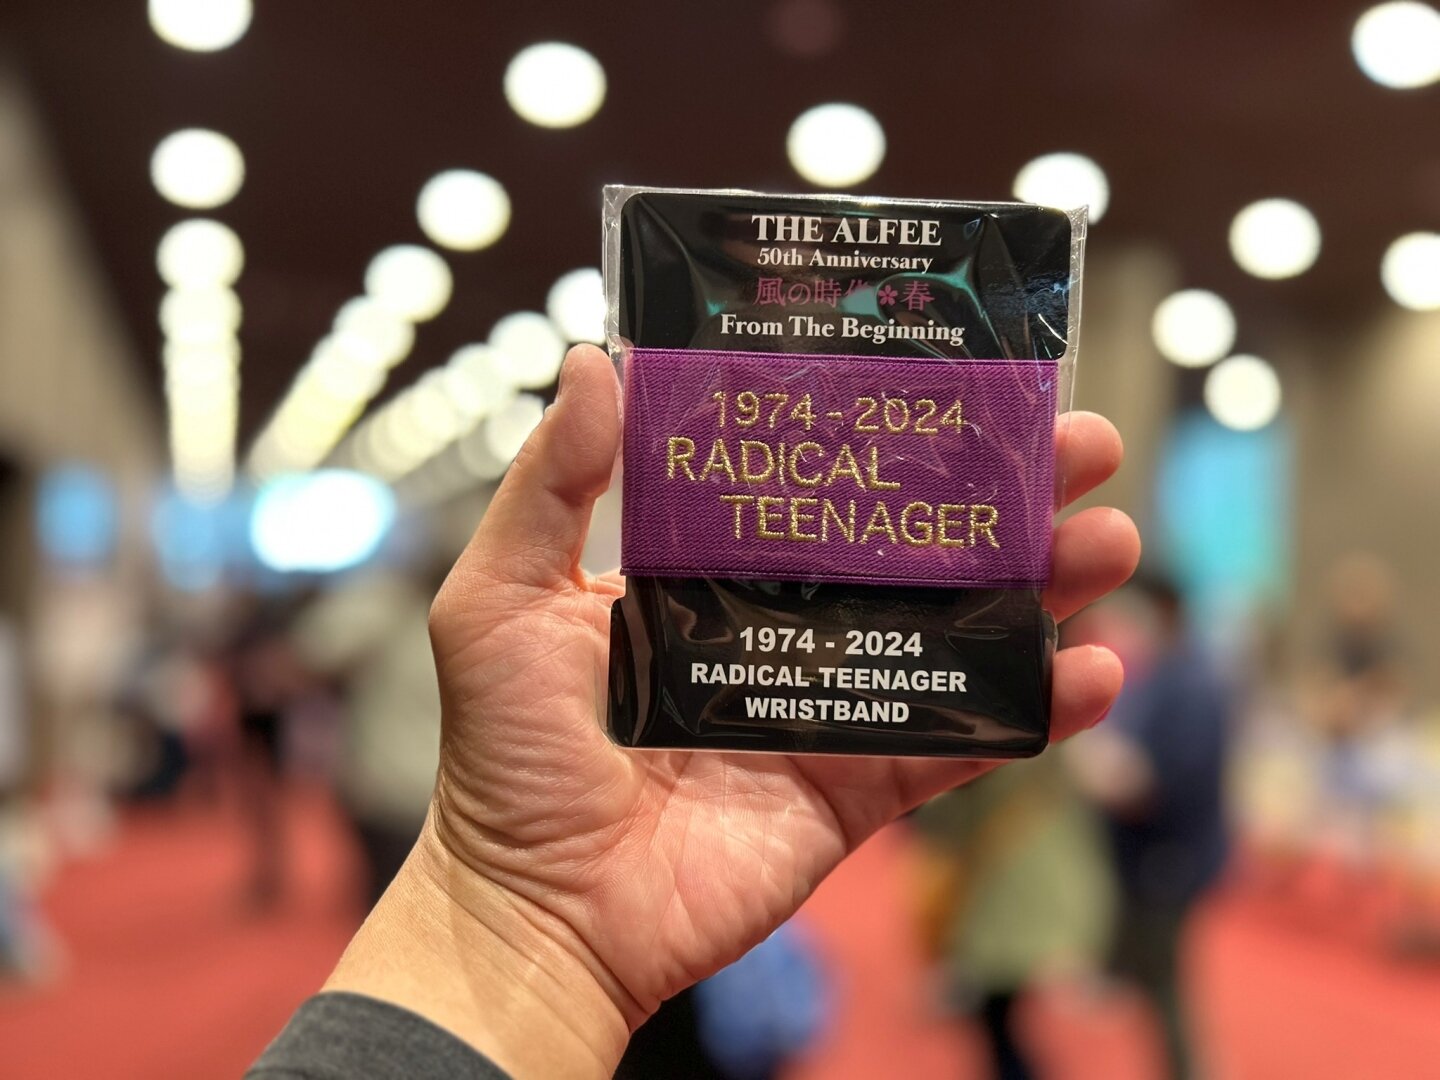 THE ALFEE
50th Anniversary
風の時代✽春
From The Beginning
1974-2024
RADICAL
TEENAGER
1974 - 2024
RADICAL TEENAGER
WRISTBAND